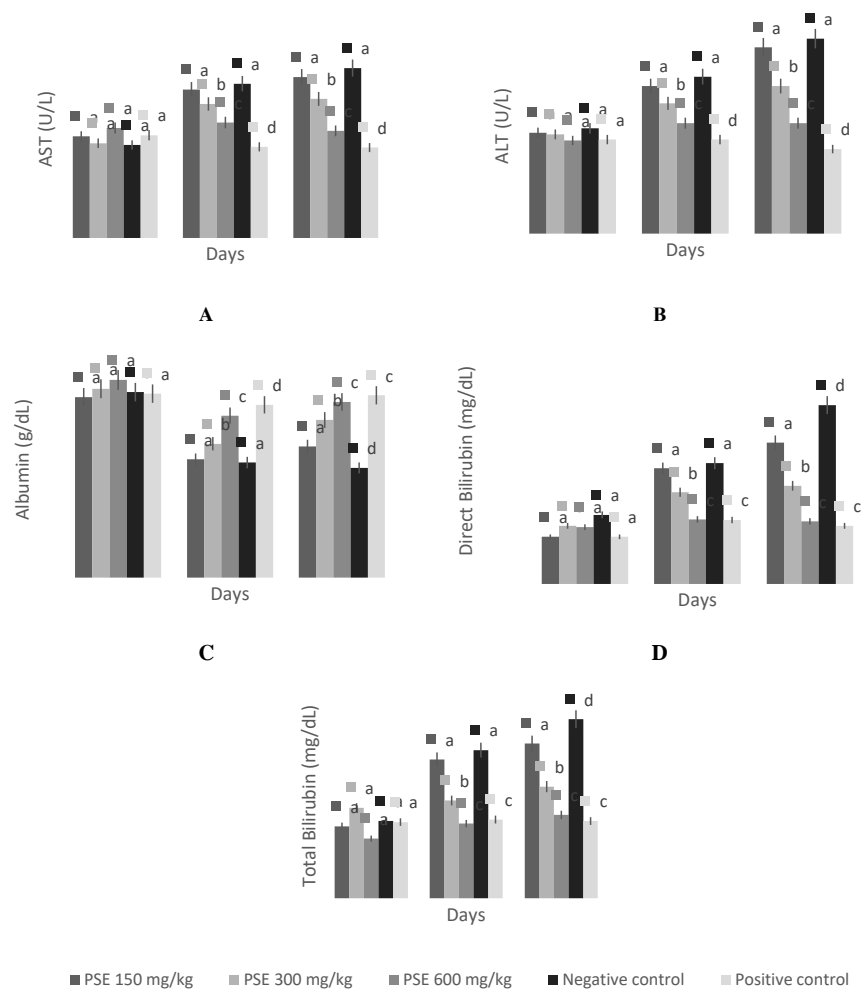 AST (U/L)
a a a a a
a b c a d
a b c a d
Days
A
ALT (U/L)
a a a a a
a b c a d
a b c a d
Days
B
Albumin (g/dL)
a a a a a
a b c a d
a b c d c
Days
C
Direct Bilirubin (mg/dL)
a a a a a
a b c a c
a b c d c
Days
D
Total Bilirubin (mg/dL)
a a a a a
a b c a c
a b c d c
Days
PSE 150 mg/kg PSE 300 mg/kg PSE 600 mg/kg Negative control Positive control